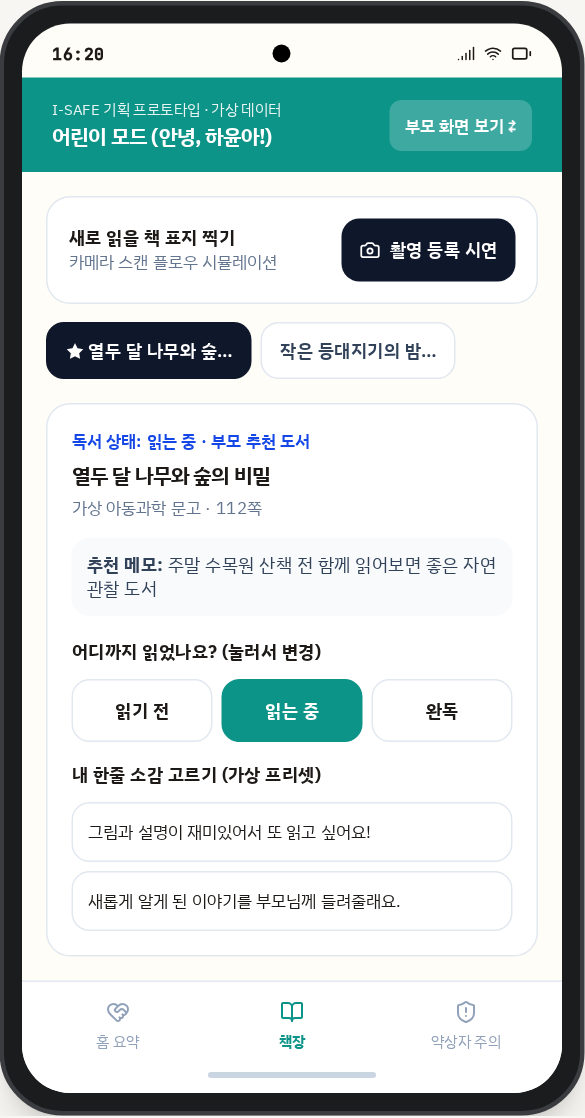 16:20
I-SAFE 기획 프로토타입 · 가상 데이터
어린이 모드 (안녕, 하윤아!)
부모 화면 보기
새로 읽을 책 표지 찍기
카메라 스캔 플로우 시뮬레이션
촬영 등록 시연
열두 달 나무와 숲...
작은 등대지기의 밤...
독서 상태: 읽는 중 · 부모 추천 도서
열두 달 나무와 숲의 비밀
가상 아동과학 문고 · 112쪽
추천 메모: 주말 수목원 산책 전 함께 읽어보면 좋은 자연
관찰 도서
어디까지 읽었나요? (눌러서 변경)
읽기 전
읽는 중
완독
내 한줄 소감 고르기 (가상 프리셋)
그림과 설명이 재미있어서 또 읽고 싶어요!
새롭게 알게 된 이야기를 부모님께 들려줄래요.
홈 요약
책장
약상자 주의